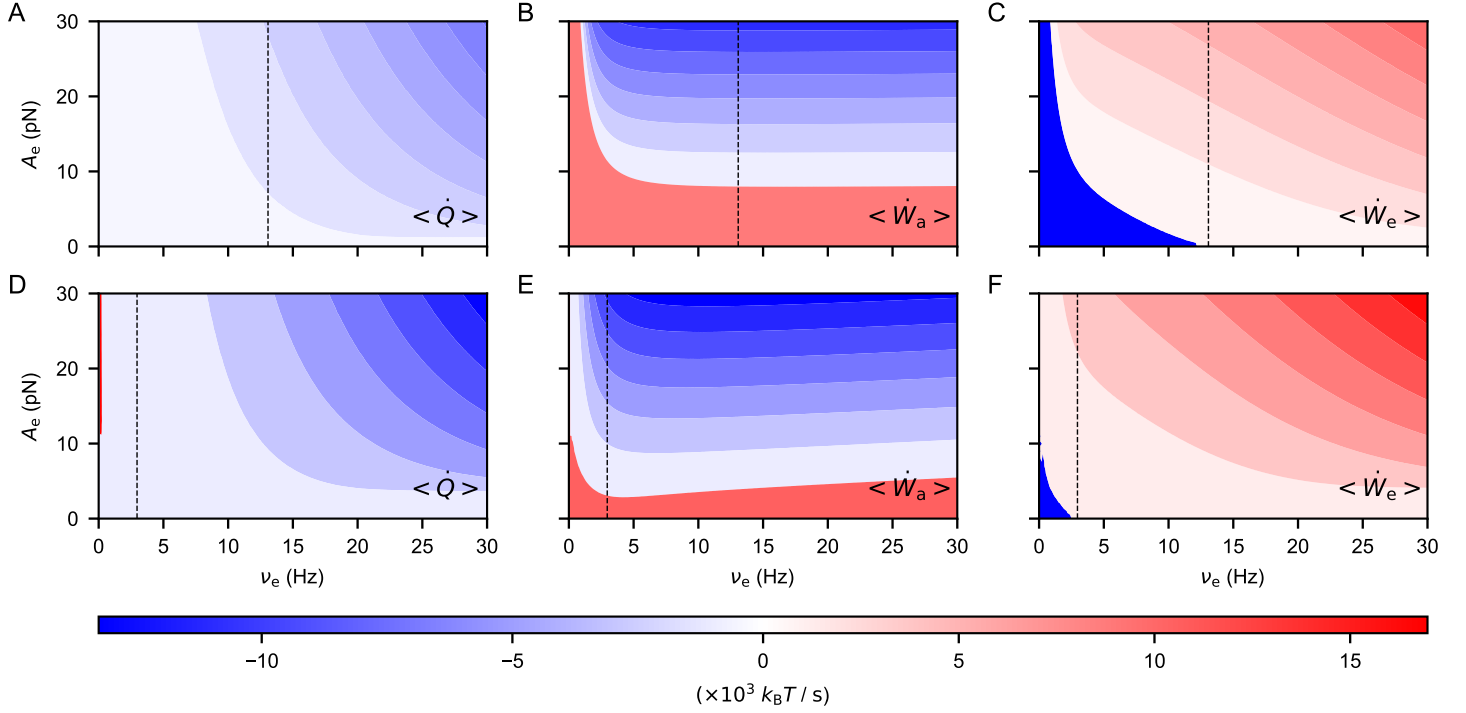 A B C
30
20
10
0
A_e (pN)
< Q̇ > < Ẇ_a > < Ẇ_e >
D E F
30
20
10
0
A_e (pN)
< Q̇ > < Ẇ_a > < Ẇ_e >
0 5 10 15 20 25 30 0 5 10 15 20 25 30 0 5 10 15 20 25 30
ν_e (Hz) ν_e (Hz) ν_e (Hz)
−10 −5 0 5 10 15
(×10³ k_BT / s)